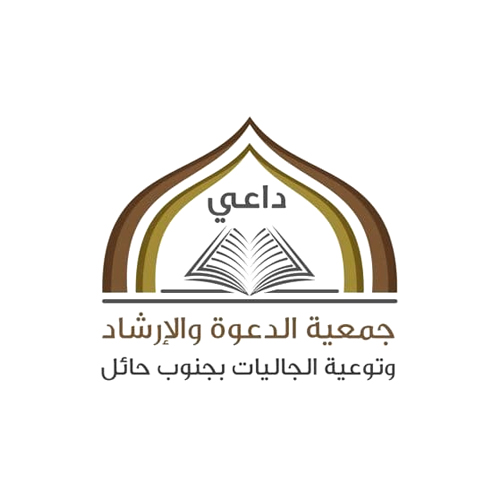 داعي
جمعية الدعوة والإرشاد
وتوعية الجاليات بجنوب حائل